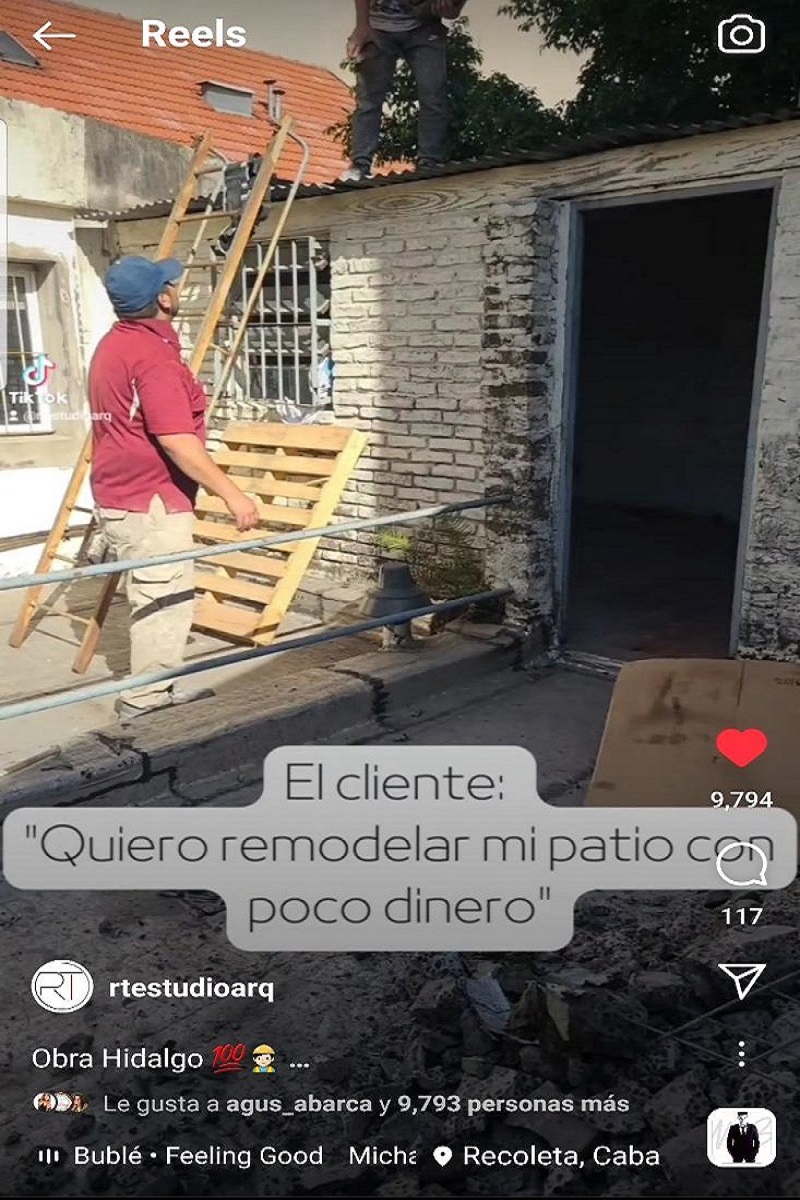 Reels
TikTok
@rtestudioarq
El cliente:
"Quiero remodelar mi patio con
poco dinero"
9,794
117
RT rtestudioarq
Obra Hidalgo 💯👷 ...
Le gusta a agus_abarca y 9,793 personas más
Bublé • Feeling Good Micha Recoleta, Caba